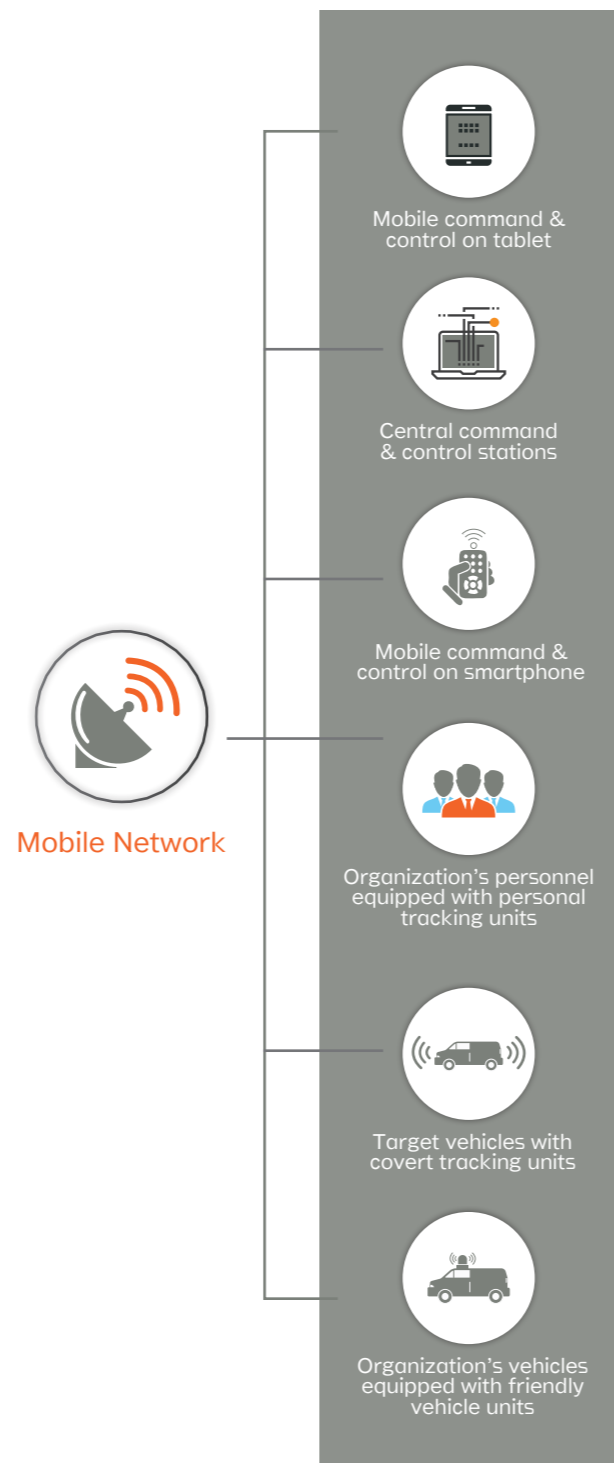 Mobile command &
control on tablet
Central command
& control stations
Mobile command &
control on smartphone
Mobile Network
Organization's personnel
equipped with personal
tracking units
Target vehicles with
covert tracking units
Organization's vehicles
equipped with friendly
vehicle units